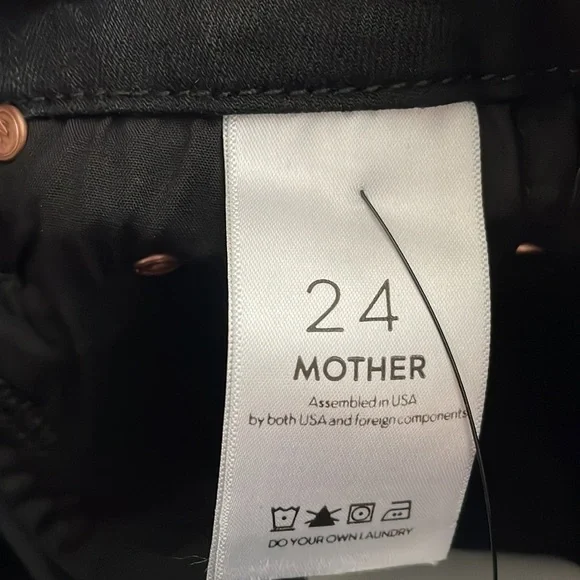 24
MOTHER
Assembled in USA
by both USA and foreign components
DO YOUR OWN LAUNDRY